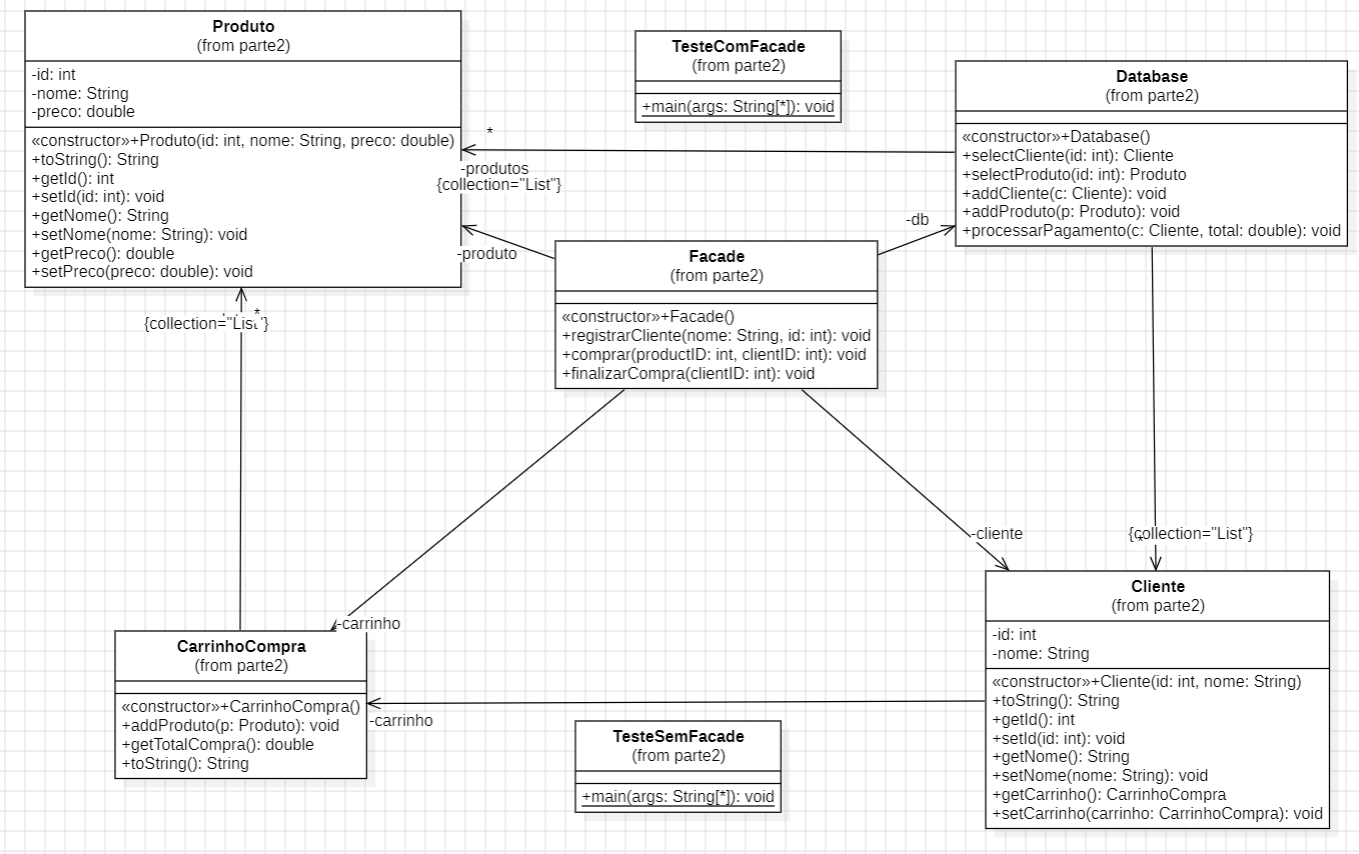 Produto
(from parte2)
-id: int
-nome: String
-preco: double
«constructor»+Produto(id: int, nome: String, preco: double)
+toString(): String
+getId(): int
+setId(id: int): void
+getNome(): String
+setNome(nome: String): void
+getPreco(): double
+setPreco(preco: double): void
TesteComFacade
(from parte2)
+main(args: String[*]): void
Database
(from parte2)
«constructor»+Database()
+selectCliente(id: int): Cliente
+selectProduto(id: int): Produto
+addCliente(c: Cliente): void
+addProduto(p: Produto): void
+processarPagamento(c: Cliente, total: double): void
*
-produtos
{collection="List"}
-db
-produto
Facade
(from parte2)
«constructor»+Facade()
+registrarCliente(nome: String, id: int): void
+comprar(productID: int, clientID: int): void
+finalizarCompra(clientID: int): void
*
{collection="List"}
-cliente
{collection="List"}
*
-carrinho
CarrinhoCompra
(from parte2)
«constructor»+CarrinhoCompra()
+addProduto(p: Produto): void
+getTotalCompra(): double
+toString(): String
-carrinho
TesteSemFacade
(from parte2)
+main(args: String[*]): void
Cliente
(from parte2)
-id: int
-nome: String
«constructor»+Cliente(id: int, nome: String)
+toString(): String
+getId(): int
+setId(id: int): void
+getNome(): String
+setNome(nome: String): void
+getCarrinho(): CarrinhoCompra
+setCarrinho(carrinho: CarrinhoCompra): void